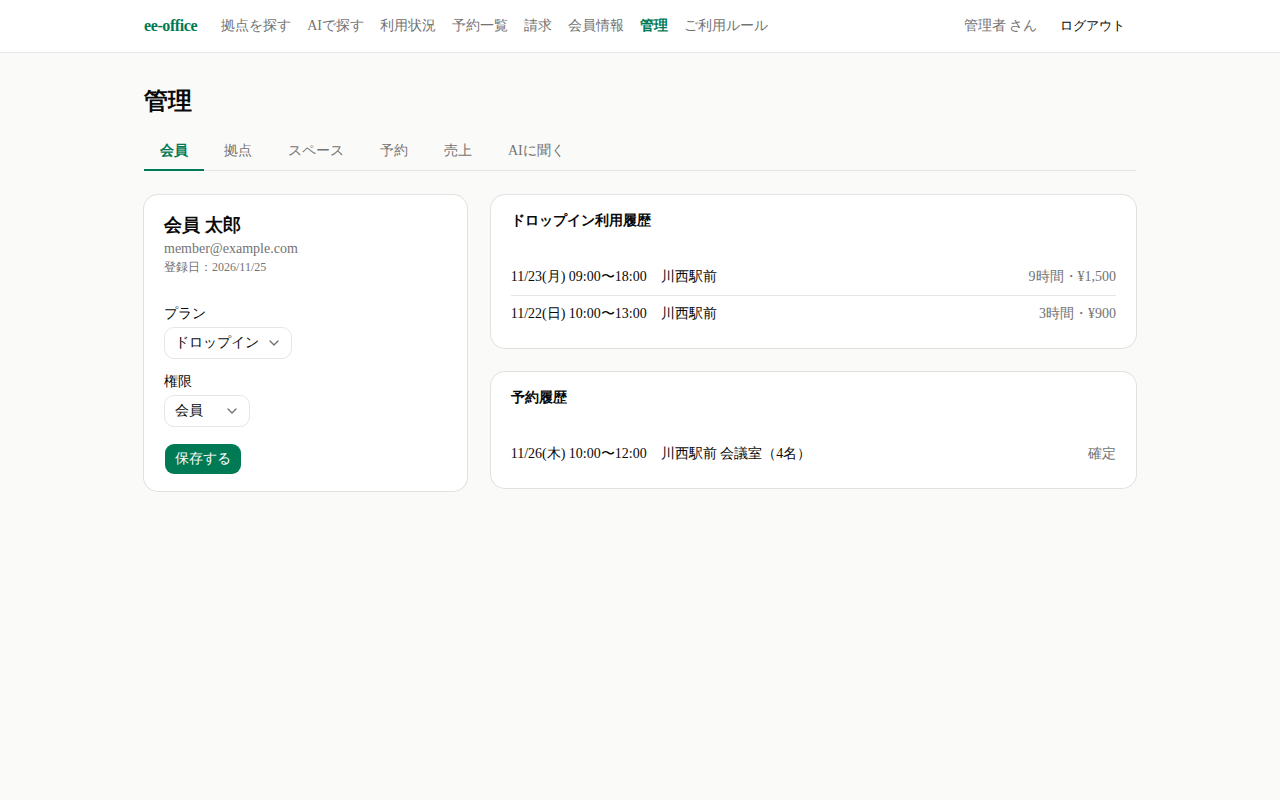 ee-office 拠点を探す AIで探す 利用状況 予約一覧 請求 会員情報 管理 ご利用ルール 管理者 さん ログアウト
管理
会員 拠点 スペース 予約 売上 AIに聞く
会員 太郎
member@example.com
登録日：2026/11/25
プラン
ドロップイン
権限
会員
保存する
ドロップイン利用履歴
11/23(月) 09:00〜18:00 川西駅前 9時間・¥1,500
11/22(日) 10:00〜13:00 川西駅前 3時間・¥900
予約履歴
11/26(木) 10:00〜12:00 川西駅前 会議室（4名） 確定